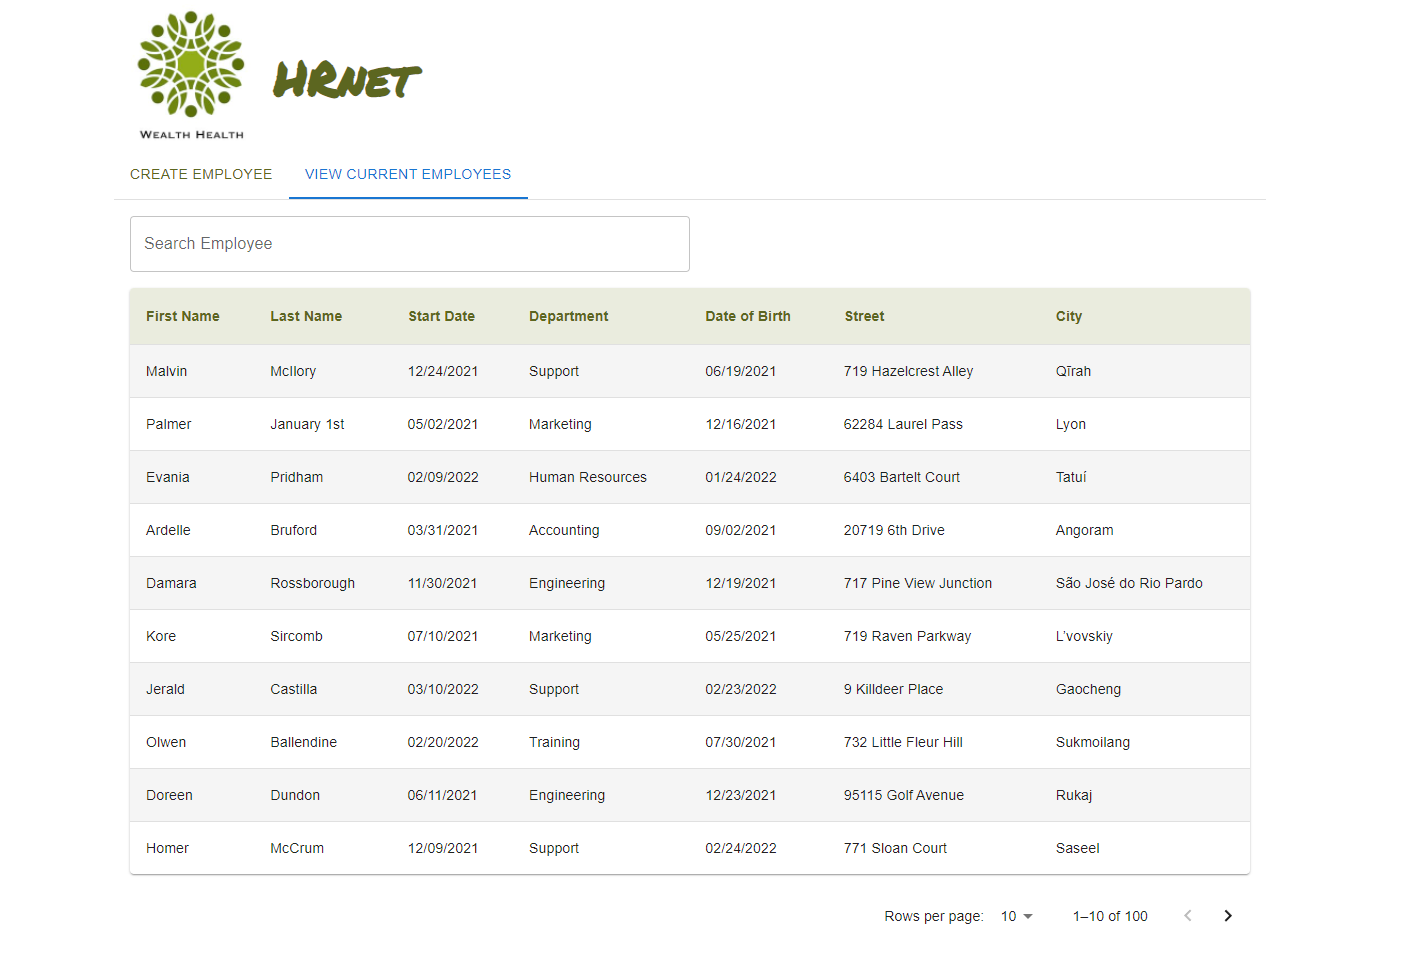 HRnet
Wealth Health
CREATE EMPLOYEE VIEW CURRENT EMPLOYEES
Search Employee
First Name Last Name Start Date Department Date of Birth Street City
Malvin McIlory 12/24/2021 Support 06/19/2021 719 Hazelcrest Alley Qīrah
Palmer January 1st 05/02/2021 Marketing 12/16/2021 62284 Laurel Pass Lyon
Evania Pridham 02/09/2022 Human Resources 01/24/2022 6403 Bartelt Court Tatuí
Ardelle Bruford 03/31/2021 Accounting 09/02/2021 20719 6th Drive Angoram
Damara Rossborough 11/30/2021 Engineering 12/19/2021 717 Pine View Junction São José do Rio Pardo
Kore Sircomb 07/10/2021 Marketing 05/25/2021 719 Raven Parkway L’vovskiy
Jerald Castilla 03/10/2022 Support 02/23/2022 9 Killdeer Place Gaocheng
Olwen Ballendine 02/20/2022 Training 07/30/2021 732 Little Fleur Hill Sukmoilang
Doreen Dundon 06/11/2021 Engineering 12/23/2021 95115 Golf Avenue Rukaj
Homer McCrum 12/09/2021 Support 02/24/2022 771 Sloan Court Saseel
Rows per page: 10 1–10 of 100